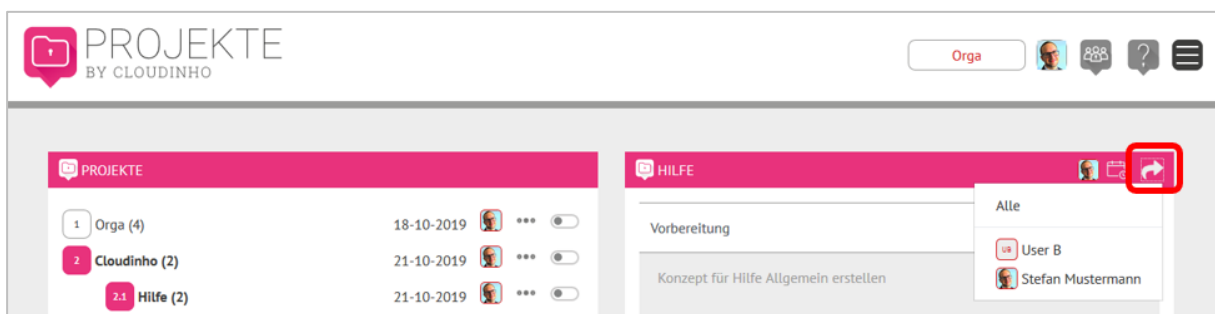 PROJEKTE
BY CLOUDINHO
Orga
?
PROJEKTE
1 Orga (4) 18-10-2019
2 Cloudinho (2) 21-10-2019
2.1 Hilfe (2) 21-10-2019
HILFE
Alle
Vorbereitung
UB User B
Konzept für Hilfe Allgemein erstellen
Stefan Mustermann